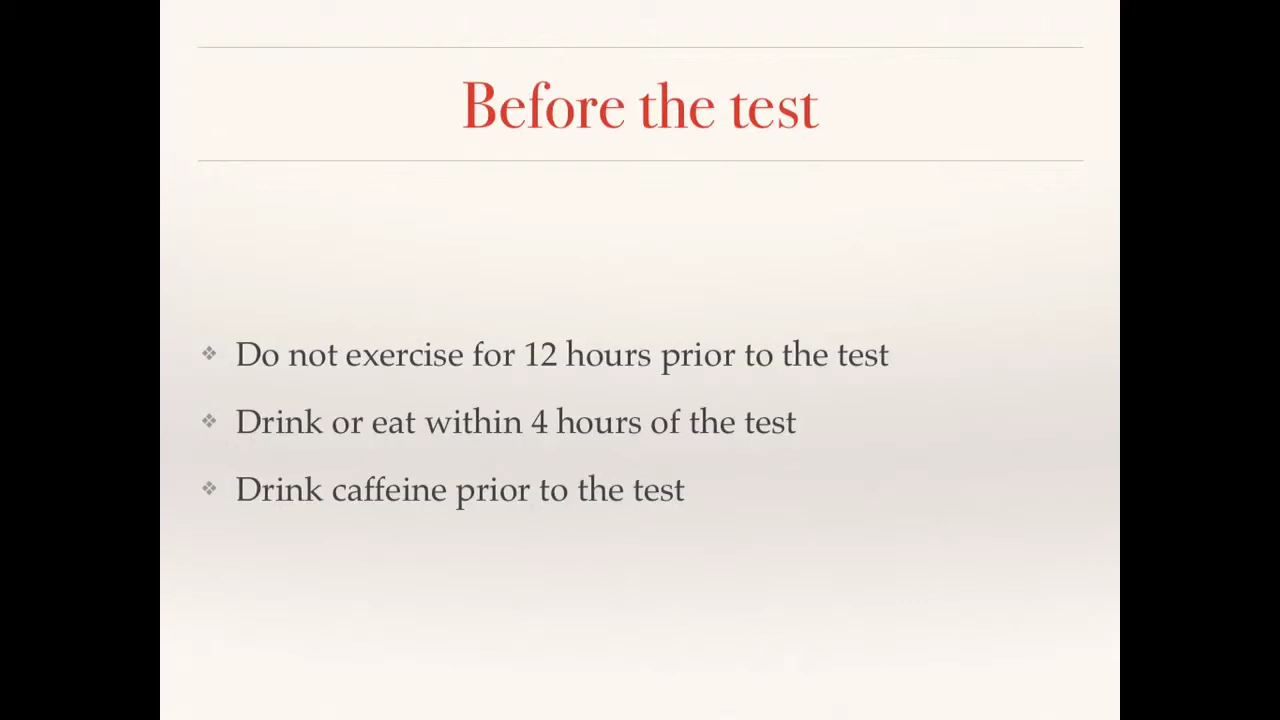 Before the test
❖ Do not exercise for 12 hours prior to the test
❖ Drink or eat within 4 hours of the test
❖ Drink caffeine prior to the test